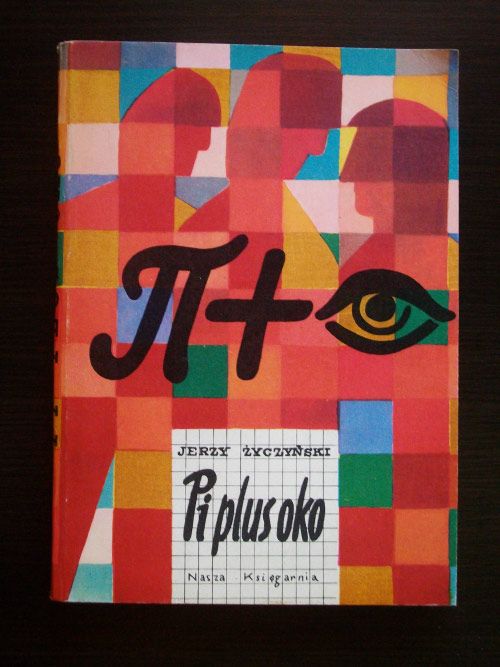 π+
JERZY ŻYCZYŃSKI
Pi plus oko
Nasza Księgarnia